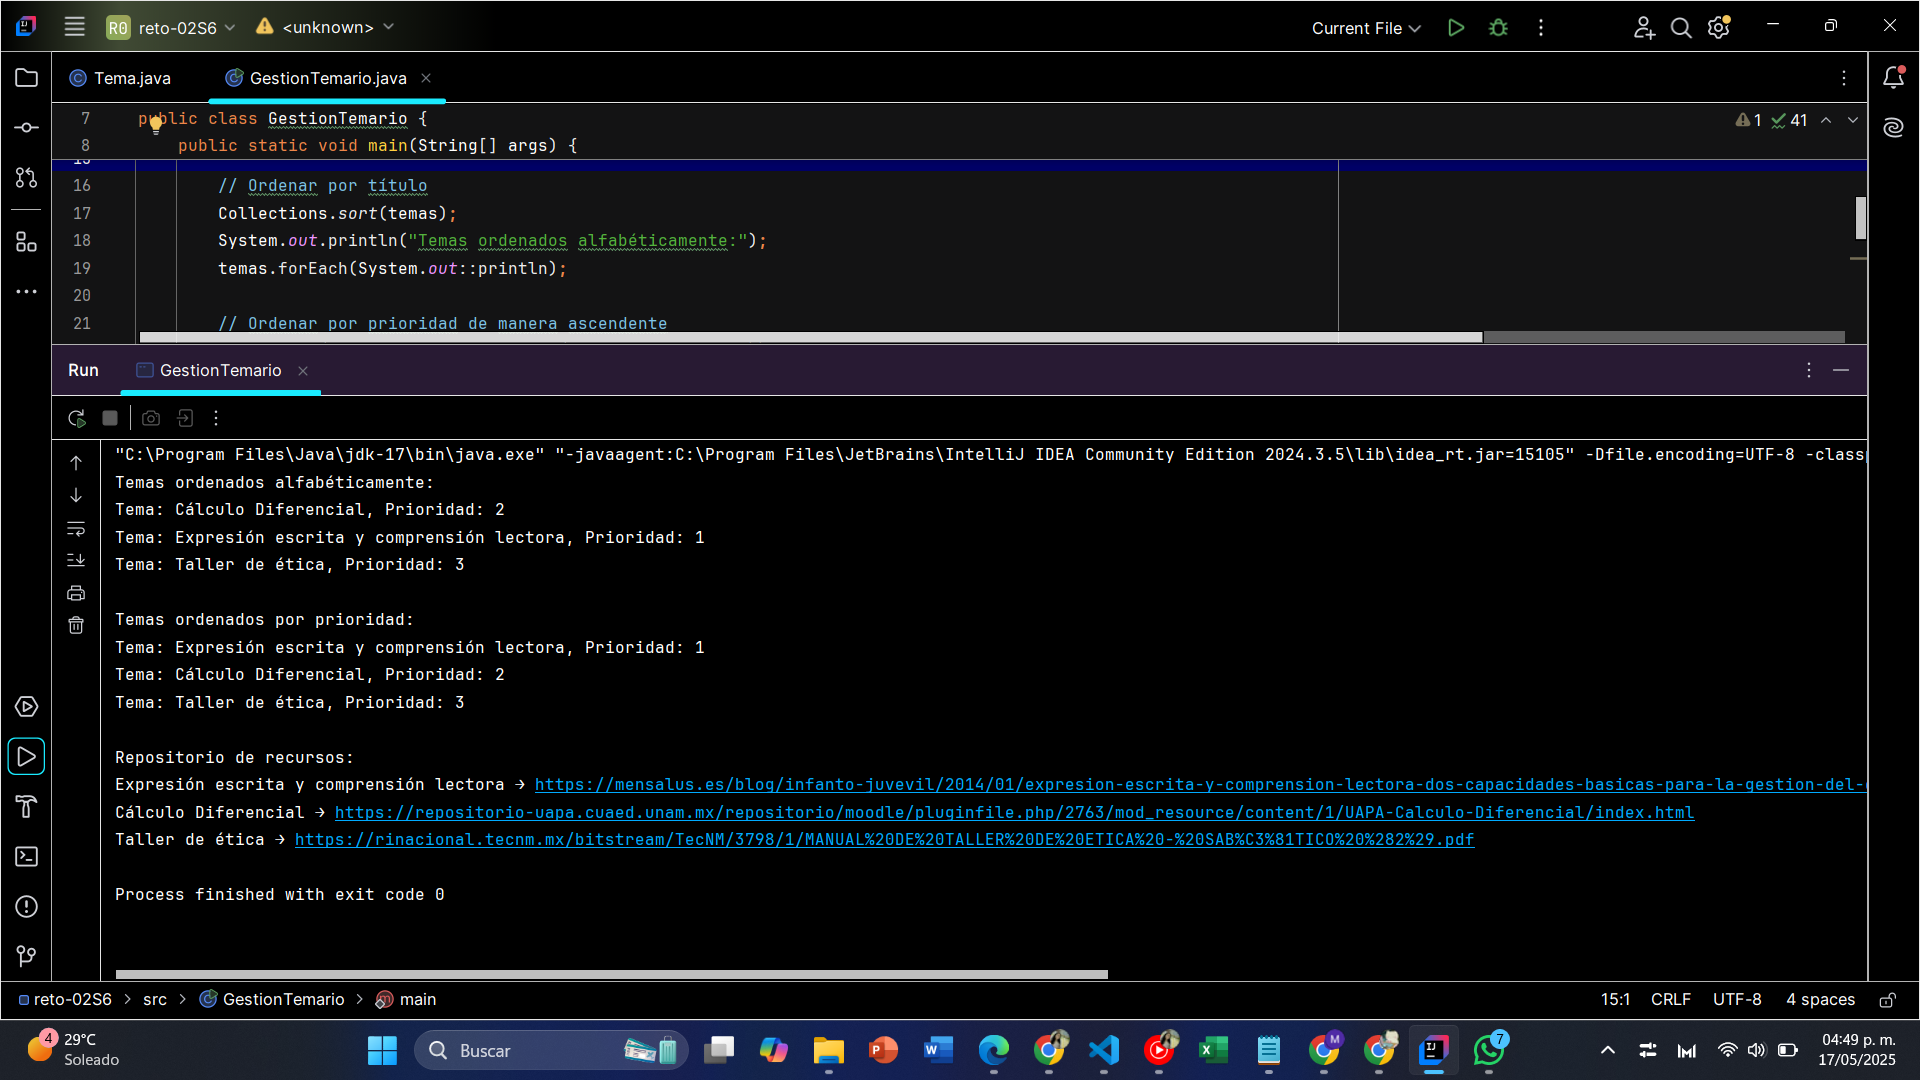 R0 reto-02S6 <unknown> Current File
Tema.java GestionTemario.java
7 public class GestionTemario { 1 41
8 public static void main(String[] args) {
16 // Ordenar por título
17 Collections.sort(temas);
18 System.out.println("Temas ordenados alfabéticamente:");
19 temas.forEach(System.out::println);
20
21 // Ordenar por prioridad de manera ascendente
Run GestionTemario
"C:\Program Files\Java\jdk-17\bin\java.exe" "-javaagent:C:\Program Files\JetBrains\IntelliJ IDEA Community Edition 2024.3.5\lib\idea_rt.jar=15105" -Dfile.encoding=UTF-8 -class
Temas ordenados alfabéticamente:
Tema: Cálculo Diferencial, Prioridad: 2
Tema: Expresión escrita y comprensión lectora, Prioridad: 1
Tema: Taller de ética, Prioridad: 3
Temas ordenados por prioridad:
Tema: Expresión escrita y comprensión lectora, Prioridad: 1
Tema: Cálculo Diferencial, Prioridad: 2
Tema: Taller de ética, Prioridad: 3
Repositorio de recursos:
Expresión escrita y comprensión lectora → https://mensalus.es/blog/infanto-juvevil/2014/01/expresion-escrita-y-comprension-lectora-dos-capacidades-basicas-para-la-gestion-del-
Cálculo Diferencial → https://repositorio-uapa.cuaed.unam.mx/repositorio/moodle/pluginfile.php/2763/mod_resource/content/1/UAPA-Calculo-Diferencial/index.html
Taller de ética → https://rinacional.tecnm.mx/bitstream/TecNM/3798/1/MANUAL%20DE%20TALLER%20DE%20ETICA%20-%20SAB%C3%81TICO%20%282%29.pdf
Process finished with exit code 0
reto-02S6 > src > GestionTemario > main 15:1 CRLF UTF-8 4 spaces
4 29°C
Soleado
Buscar
M
7
04:49 p. m.
17/05/2025